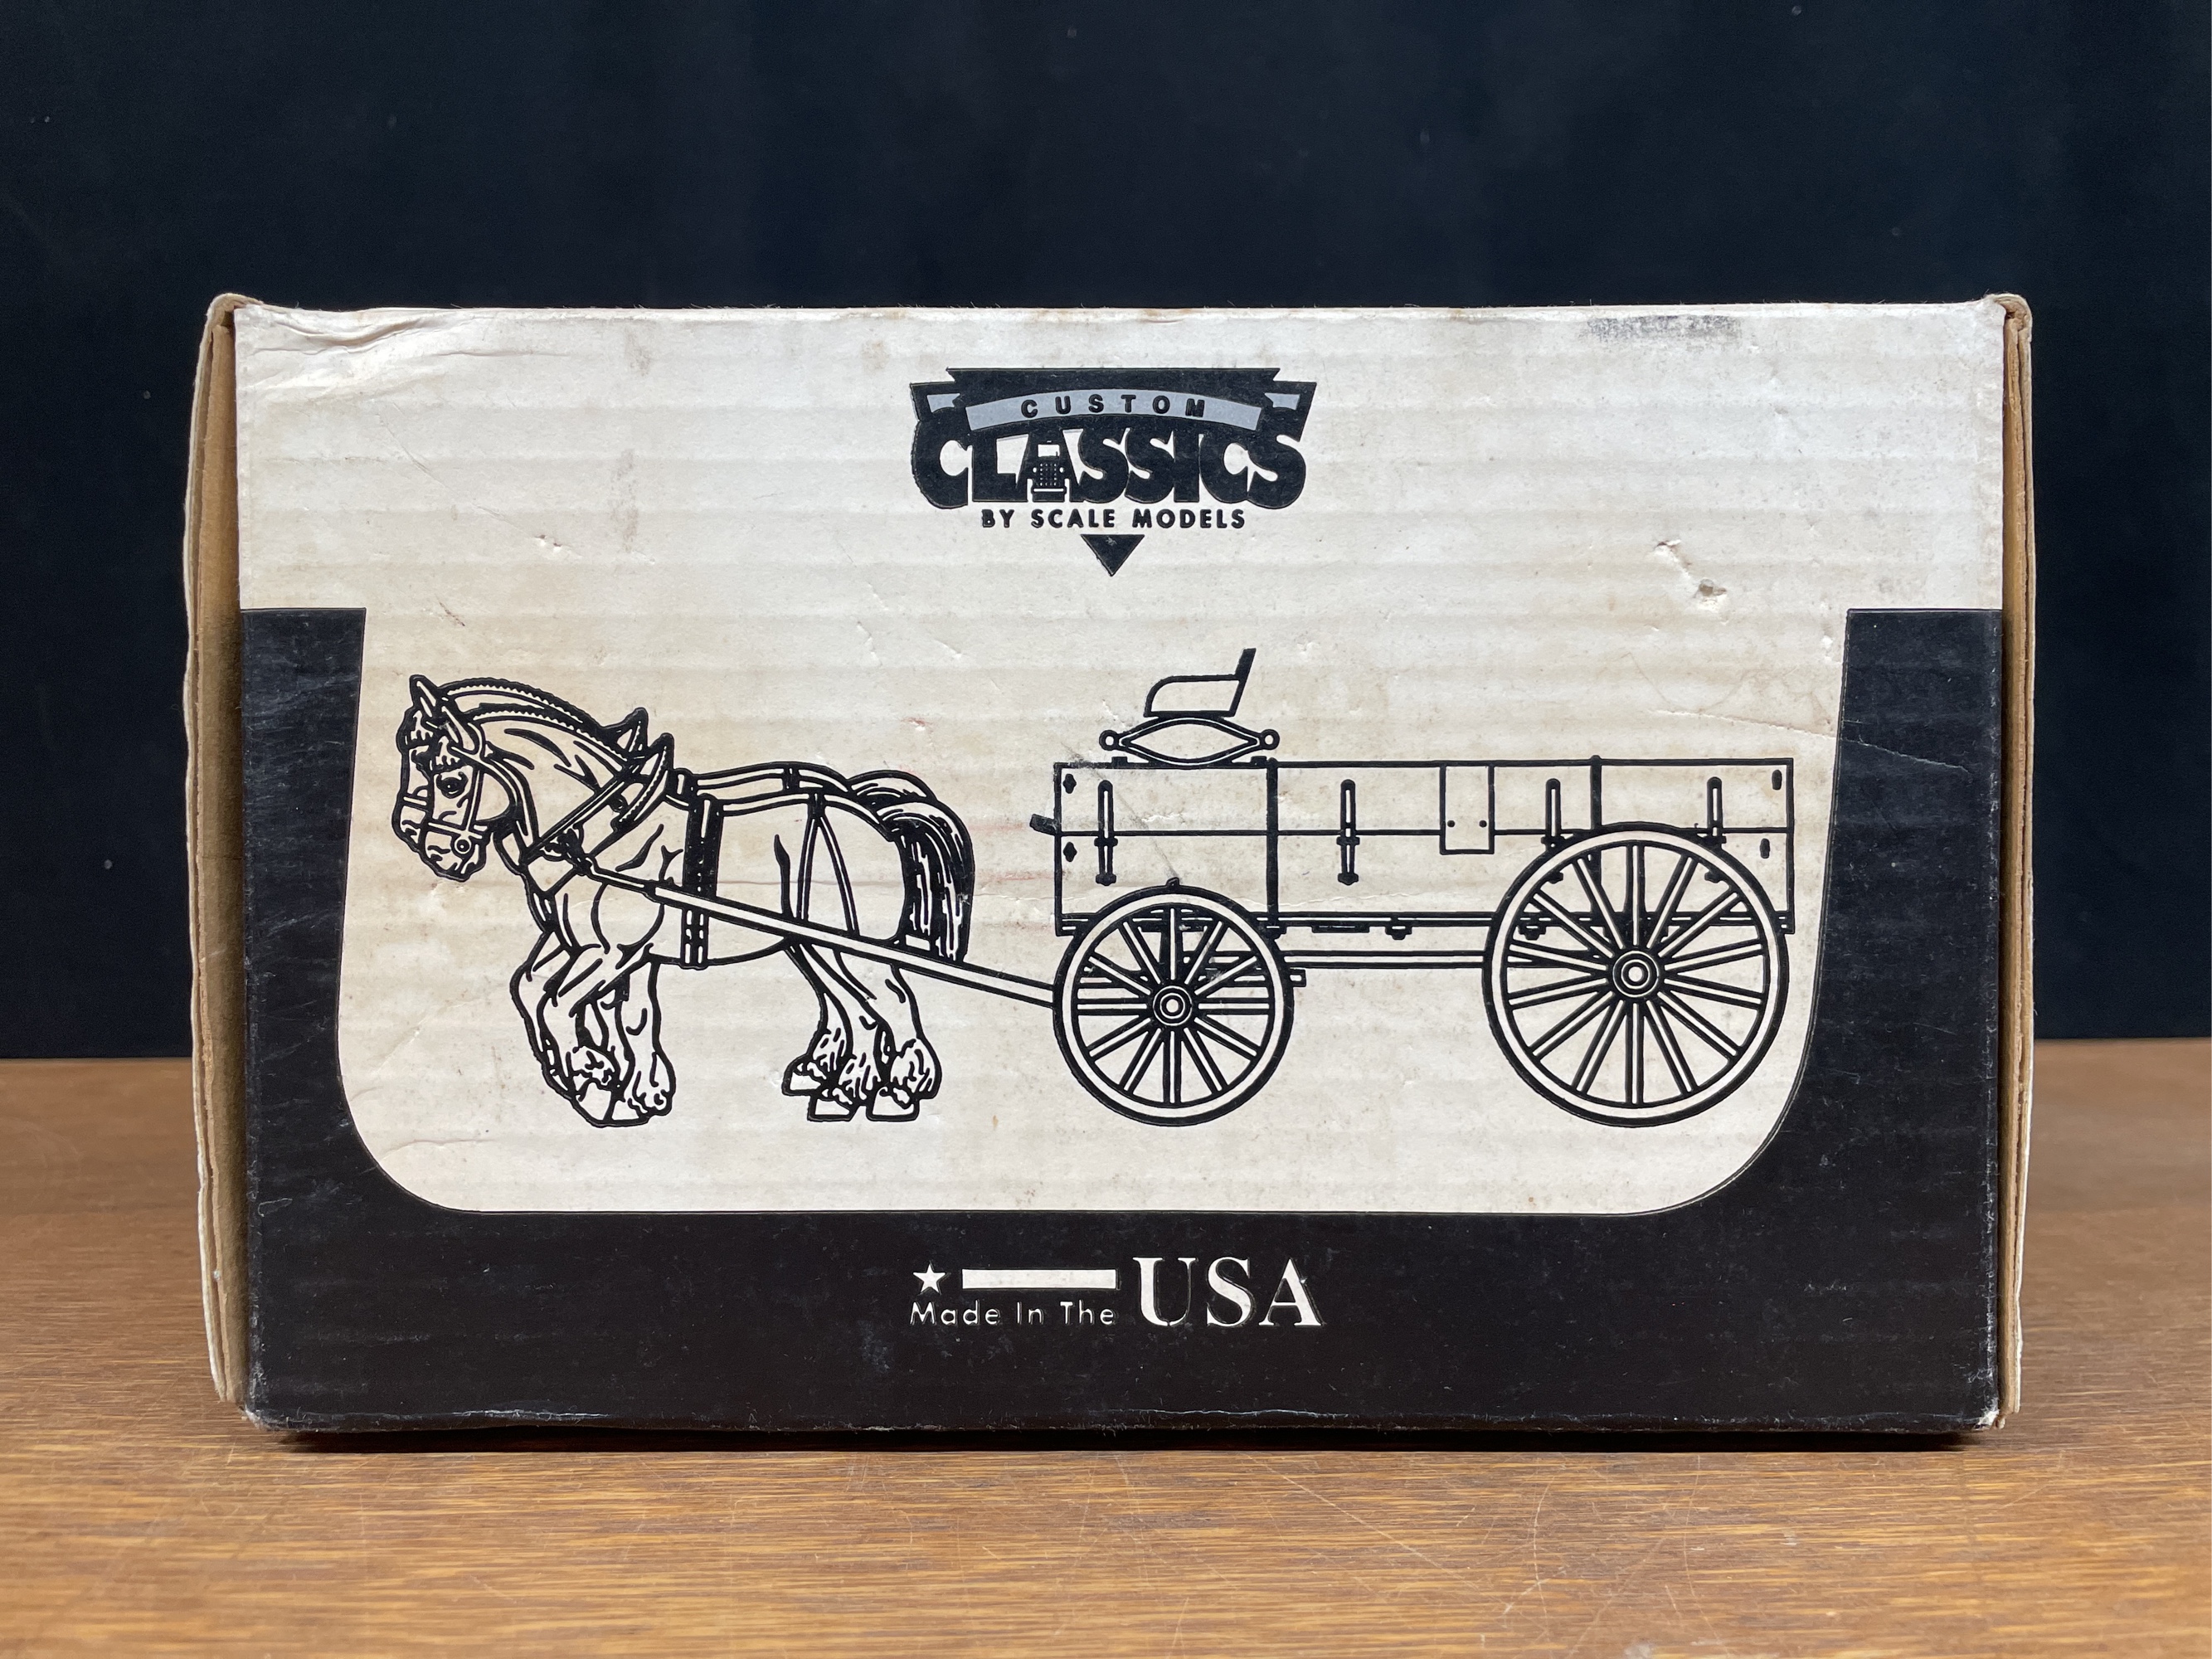 CUSTOM
CLASSICS
BY SCALE MODELS
Made In The USA